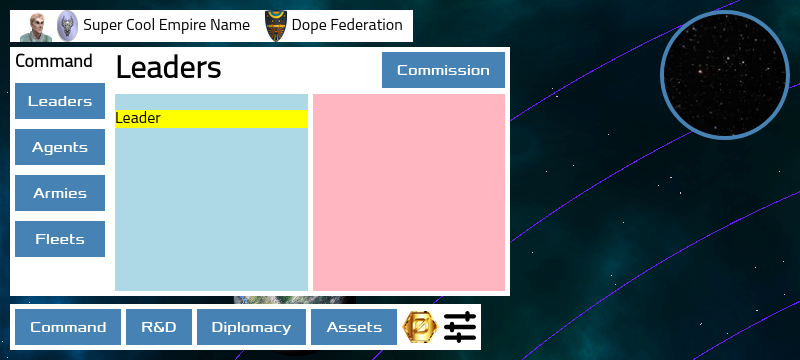 Super Cool Empire Name Dope Federation
Command
Leaders
Commission
Leaders
Agents
Armies
Fleets
Leader
Command R&D Diplomacy Assets